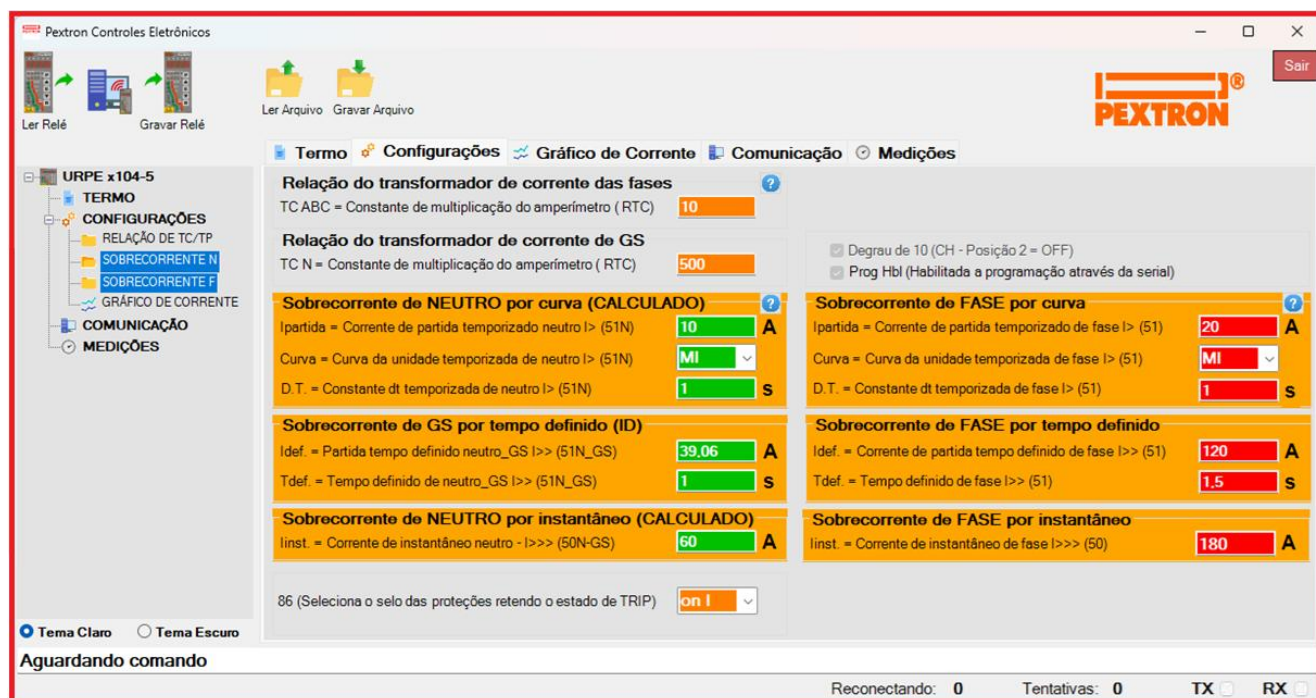 Pextron Controles Eletrônicos
Sair
Ler Relé
Gravar Relé
Ler Arquivo Gravar Arquivo
PEXTRON®
Termo Configurações Gráfico de Corrente Comunicação Medições
URPE x104-5
TERMO
CONFIGURAÇÕES
RELAÇÃO DE TC/TP
SOBRECORRENTE N
SOBRECORRENTE F
GRÁFICO DE CORRENTE
COMUNICAÇÃO
MEDIÇÕES
Relação do transformador de corrente das fases ?
TC ABC = Constante de multiplicação do amperímetro ( RTC) 10
Relação do transformador de corrente de GS
TC N = Constante de multiplicação do amperímetro ( RTC) 500
Degrau de 10 (CH - Posição 2 = OFF)
Prog Hbl (Habilitada a programação através da serial)
Sobrecorrente de NEUTRO por curva (CALCULADO) ?
Ipartida = Corrente de partida temporizado neutro I> (51N) 10 A
Curva = Curva da unidade temporizada de neutro I> (51N) MI
D.T. = Constante dt temporizada de neutro I> (51N) 1 s
Sobrecorrente de FASE por curva ?
Ipartida = Corrente de partida temporizado de fase I> (51) 20 A
Curva = Curva da unidade temporizada de fase I> (51) MI
D.T. = Constante dt temporizada de fase I> (51) 1 s
Sobrecorrente de GS por tempo definido (ID)
Idef. = Partida tempo definido neutro_GS I>> (51N_GS) 39,06 A
Tdef. = Tempo definido de neutro_GS I>> (51N_GS) 1 s
Sobrecorrente de FASE por tempo definido
Idef. = Corrente de partida tempo definido de fase I>> (51) 120 A
Tdef. = Tempo definido de fase I>> (51) 1,5 s
Sobrecorrente de NEUTRO por instantâneo (CALCULADO)
Iinst. = Corrente de instantâneo neutro - I>>> (50N-GS) 60 A
Sobrecorrente de FASE por instantâneo
Iinst. = Corrente de instantâneo de fase I>>> (50) 180 A
86 (Seleciona o selo das proteções retendo o estado de TRIP) on I
Tema Claro Tema Escuro
Aguardando comando
Reconectando: 0 Tentativas: 0 TX RX